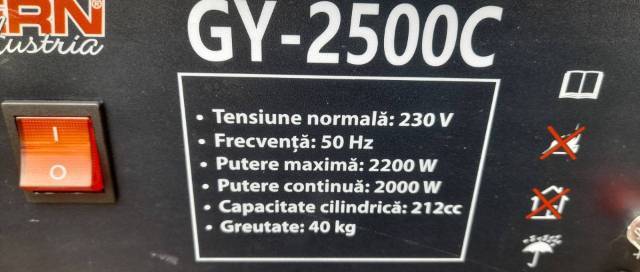 GY-2500C
ustria
• Tensiune normală: 230 V
• Frecvență: 50 Hz
• Putere maximă: 2200 W
• Putere continuă: 2000 W
• Capacitate cilindrică: 212cc
• Greutate: 40 kg
I
O